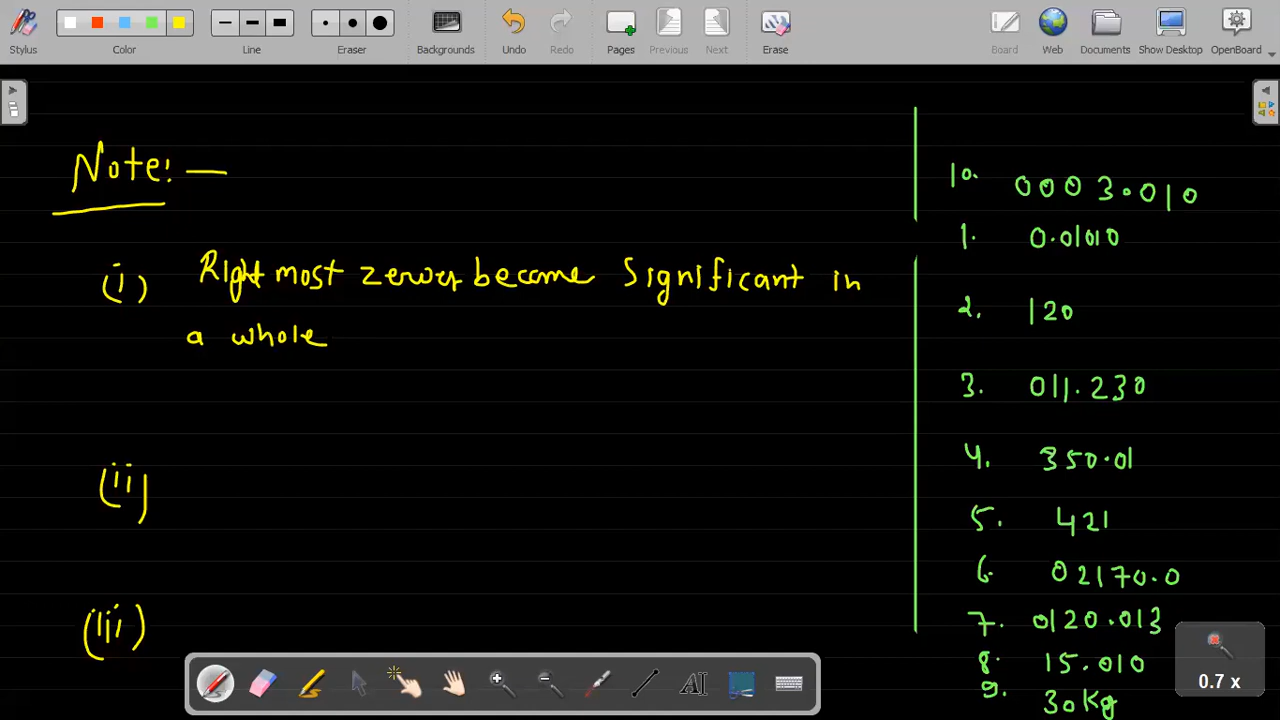 Stylus
Color
Line
Eraser
Backgrounds
Undo
Redo
Pages
Previous
Next
Erase
Board
Web
Documents
Show Desktop
OpenBoard
Note: —
(i) Right most zeroes become Significant in
a whole
(ii)
(iii)
10. 0003.010
1. 0.01010
2. 120
3. 011.230
4. 350.01
5. 421
6. 02170.0
7. 0120.013
8. 15.010
9. 30Kg
0.7 x